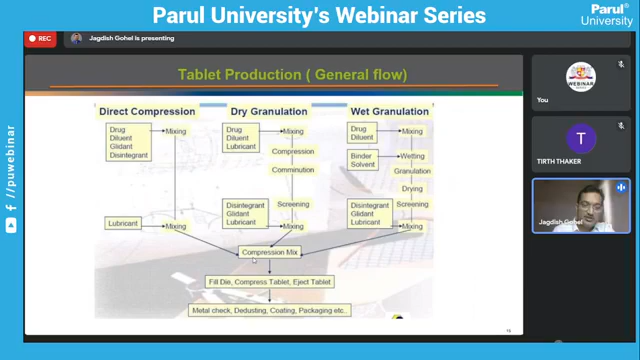 Parul University's Webinar Series
Parul®
University
REC
Jagdish Gohel is presenting
Tablet Production ( General flow)
Direct Compression
Drug
Diluent
Glidant
Disintegrant
Mixing
Lubricant
Mixing
Dry Granulation
Drug
Diluent
Lubricant
Mixing
Compression
Comminution
Screening
Disintegrant
Glidant
Lubricant
Mixing
Wet Granulation
Drug
Diluent
Mixing
Binder
Solvent
Wetting
Granulation
Drying
Screening
Disintegrant
Glidant
Lubricant
Mixing
Compression Mix
Fill Die, Compress Tablet, Eject Tablet
Metal check, Dedusting, Coating, Packaging etc..
You
T
TIRTH THAKER
Jagdish Gohel
/puwebinar